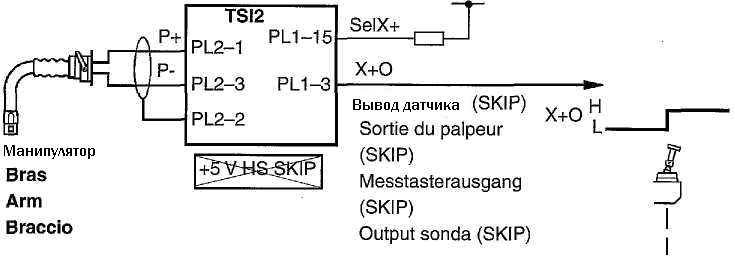 TSI2
P+
PL2–1
PL1–15
SelX+
P-
PL2–3
PL1–3
X+O
PL2–2
Вывод датчика (SKIP)
X+O
H
L
Sortie du palpeur
(SKIP)
Манипулятор
+5 V HS SKIP
Bras
Messtasterausgang
Arm
(SKIP)
Braccio
Output sonda (SKIP)